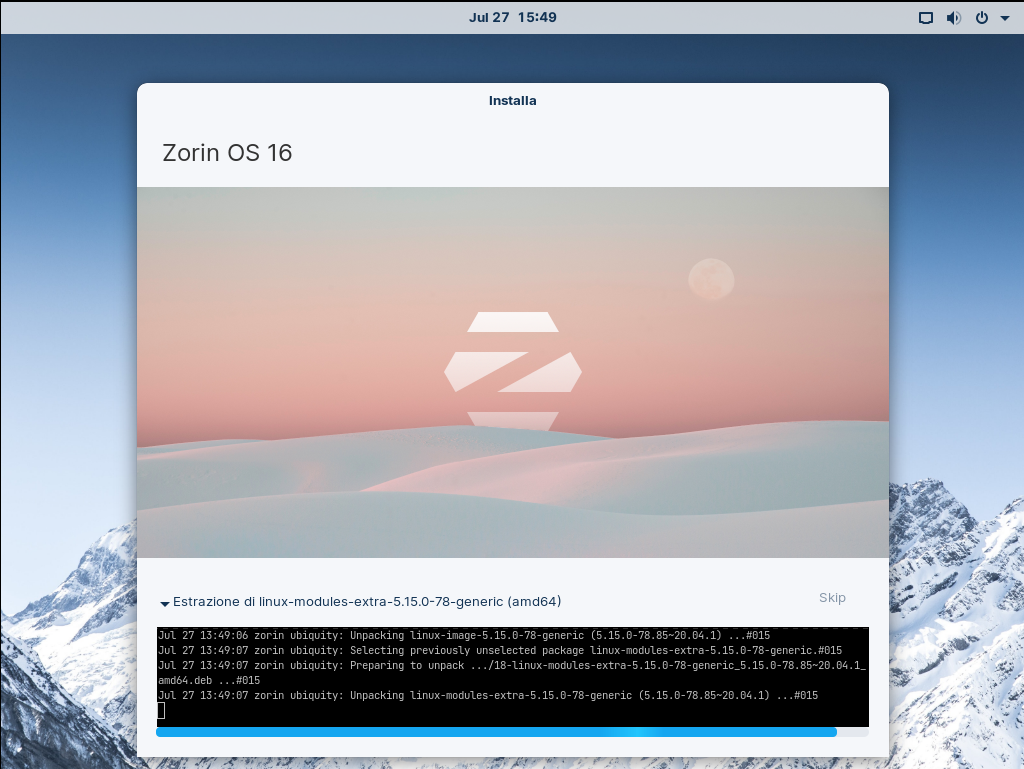 Jul 27 15:49
Installa
Zorin OS 16
Estrazione di linux-modules-extra-5.15.0-78-generic (amd64)
Skip
Jul 27 13:49:06 zorin ubiquity: Unpacking linux-image-5.15.0-78-generic (5.15.0-78.85~20.04.1) ...#015
Jul 27 13:49:07 zorin ubiquity: Selecting previously unselected package linux-modules-extra-5.15.0-78-generic.#015
Jul 27 13:49:07 zorin ubiquity: Preparing to unpack .../18-linux-modules-extra-5.15.0-78-generic_5.15.0-78.85~20.04.1_
amd64.deb ...#015
Jul 27 13:49:07 zorin ubiquity: Unpacking linux-modules-extra-5.15.0-78-generic (5.15.0-78.85~20.04.1) ...#015